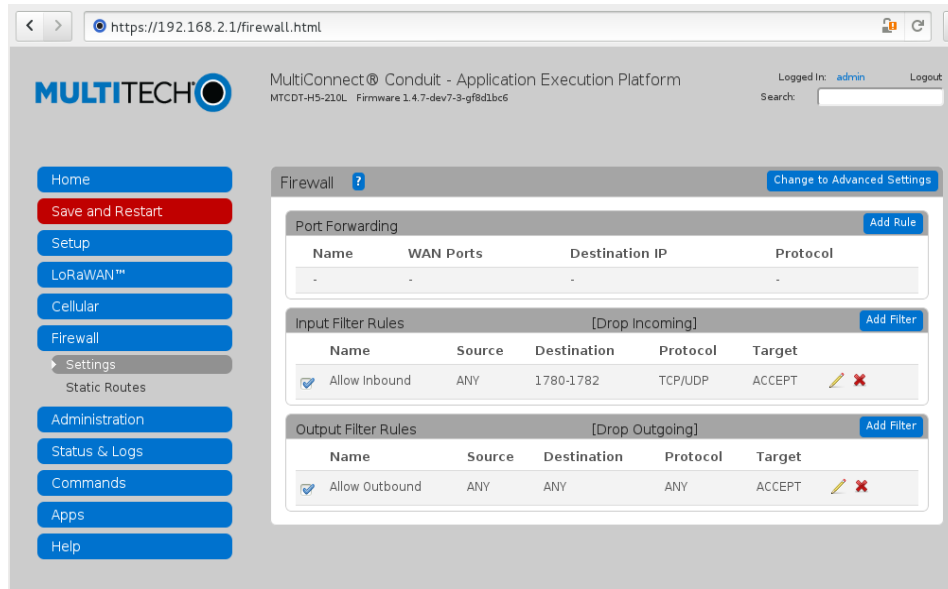 https://192.168.2.1/firewall.html
MULTITECH
MultiConnect® Conduit - Application Execution Platform
MTCDT-H5-210L Firmware 1.4.7-dev7-3-gf8d1bc6
Logged In: admin Logout
Search:
Home
Save and Restart
Setup
LoRaWAN™
Cellular
Firewall
Settings
Static Routes
Administration
Status & Logs
Commands
Apps
Help
Firewall ? Change to Advanced Settings
Port Forwarding Add Rule
Name WAN Ports Destination IP Protocol
- - - -
Input Filter Rules [Drop Incoming] Add Filter
Name Source Destination Protocol Target
Allow Inbound ANY 1780-1782 TCP/UDP ACCEPT
Output Filter Rules [Drop Outgoing] Add Filter
Name Source Destination Protocol Target
Allow Outbound ANY ANY ANY ACCEPT